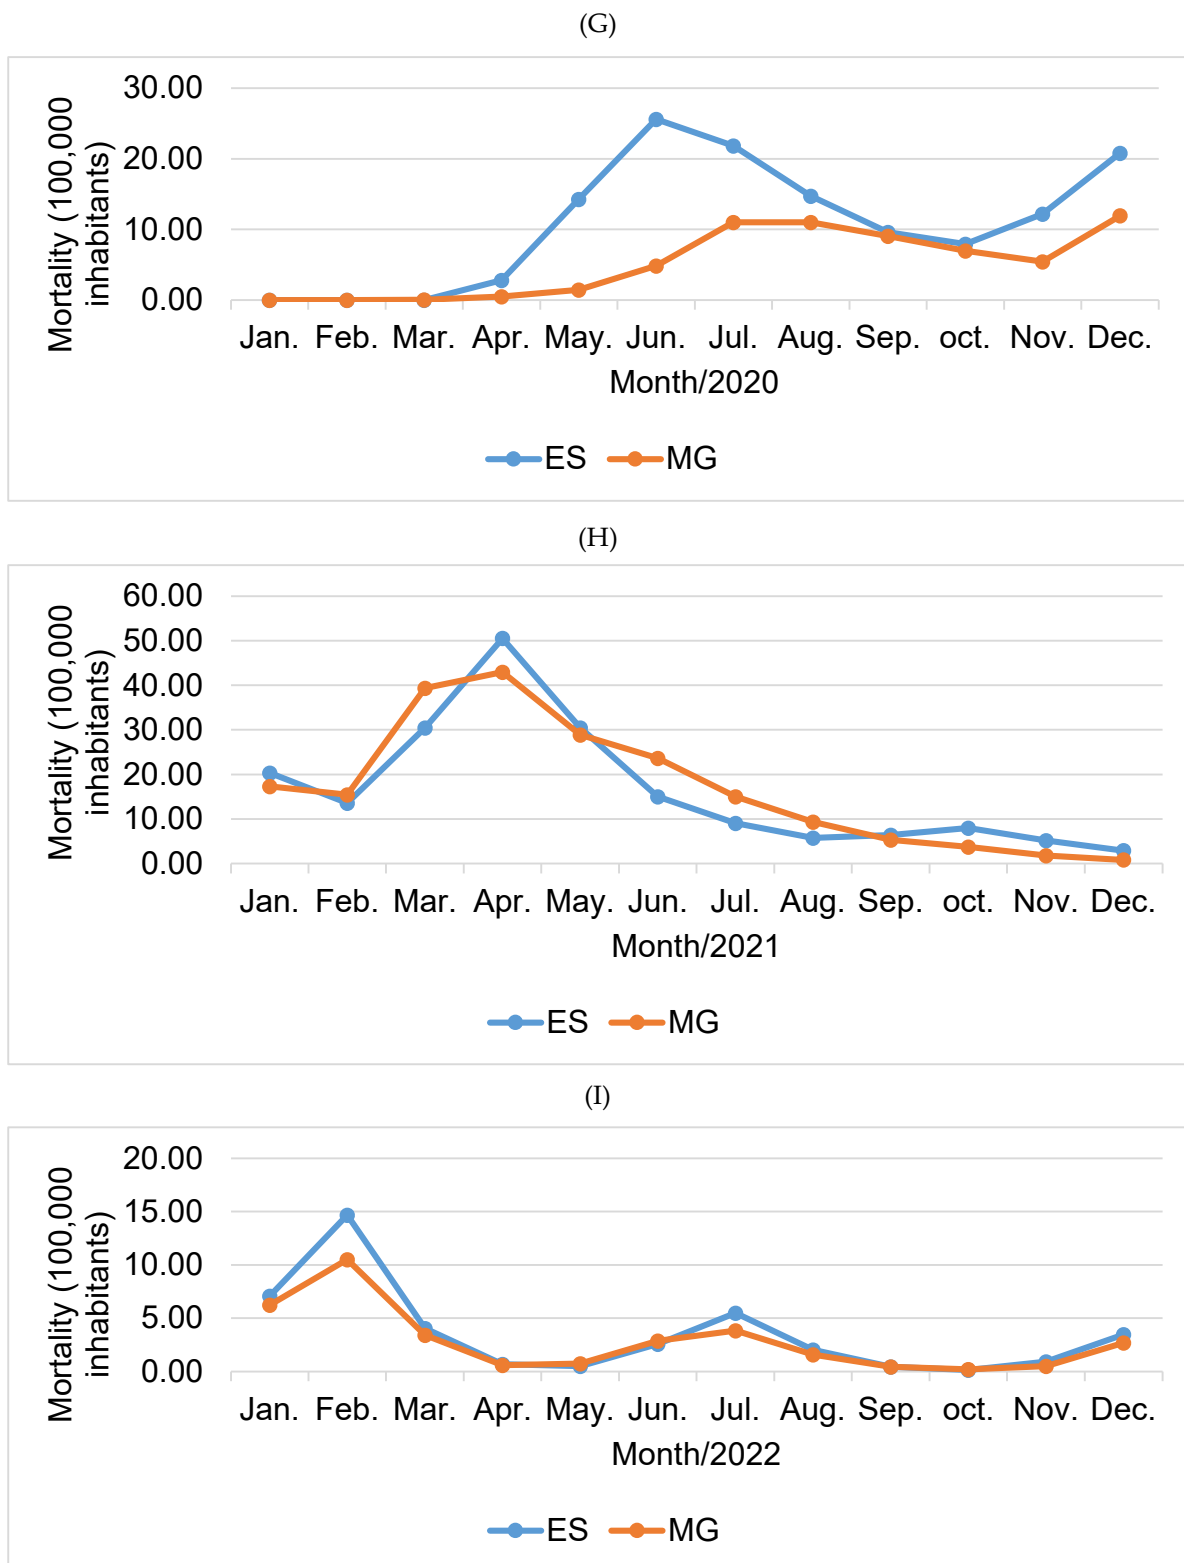 (G)
Mortality (100,000
inhabitants)
30.00
20.00
10.00
0.00
Jan. Feb. Mar. Apr. May. Jun. Jul. Aug. Sep. oct. Nov. Dec.
Month/2020
ES MG
(H)
Mortality (100,000
inhabitants)
60.00
50.00
40.00
30.00
20.00
10.00
0.00
Jan. Feb. Mar. Apr. May. Jun. Jul. Aug. Sep. oct. Nov. Dec.
Month/2021
ES MG
(I)
Mortality (100,000
inhabitants)
20.00
15.00
10.00
5.00
0.00
Jan. Feb. Mar. Apr. May. Jun. Jul. Aug. Sep. oct. Nov. Dec.
Month/2022
ES MG